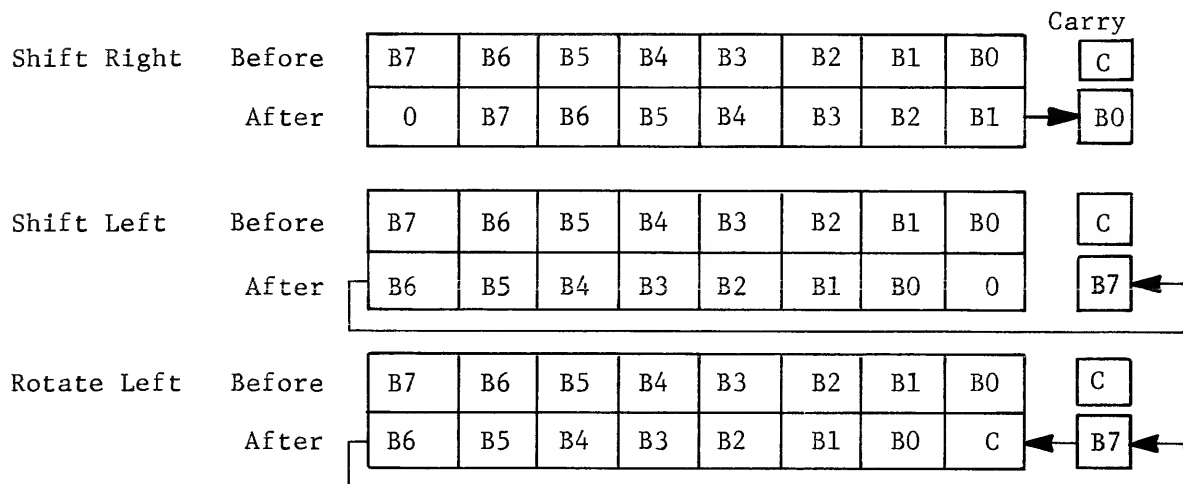 Carry
Shift Right Before B7 B6 B5 B4 B3 B2 B1 B0 C
After 0 B7 B6 B5 B4 B3 B2 B1 B0
Shift Left Before B7 B6 B5 B4 B3 B2 B1 B0 C
After B6 B5 B4 B3 B2 B1 B0 0 B7
Rotate Left Before B7 B6 B5 B4 B3 B2 B1 B0 C
After B6 B5 B4 B3 B2 B1 B0 C B7